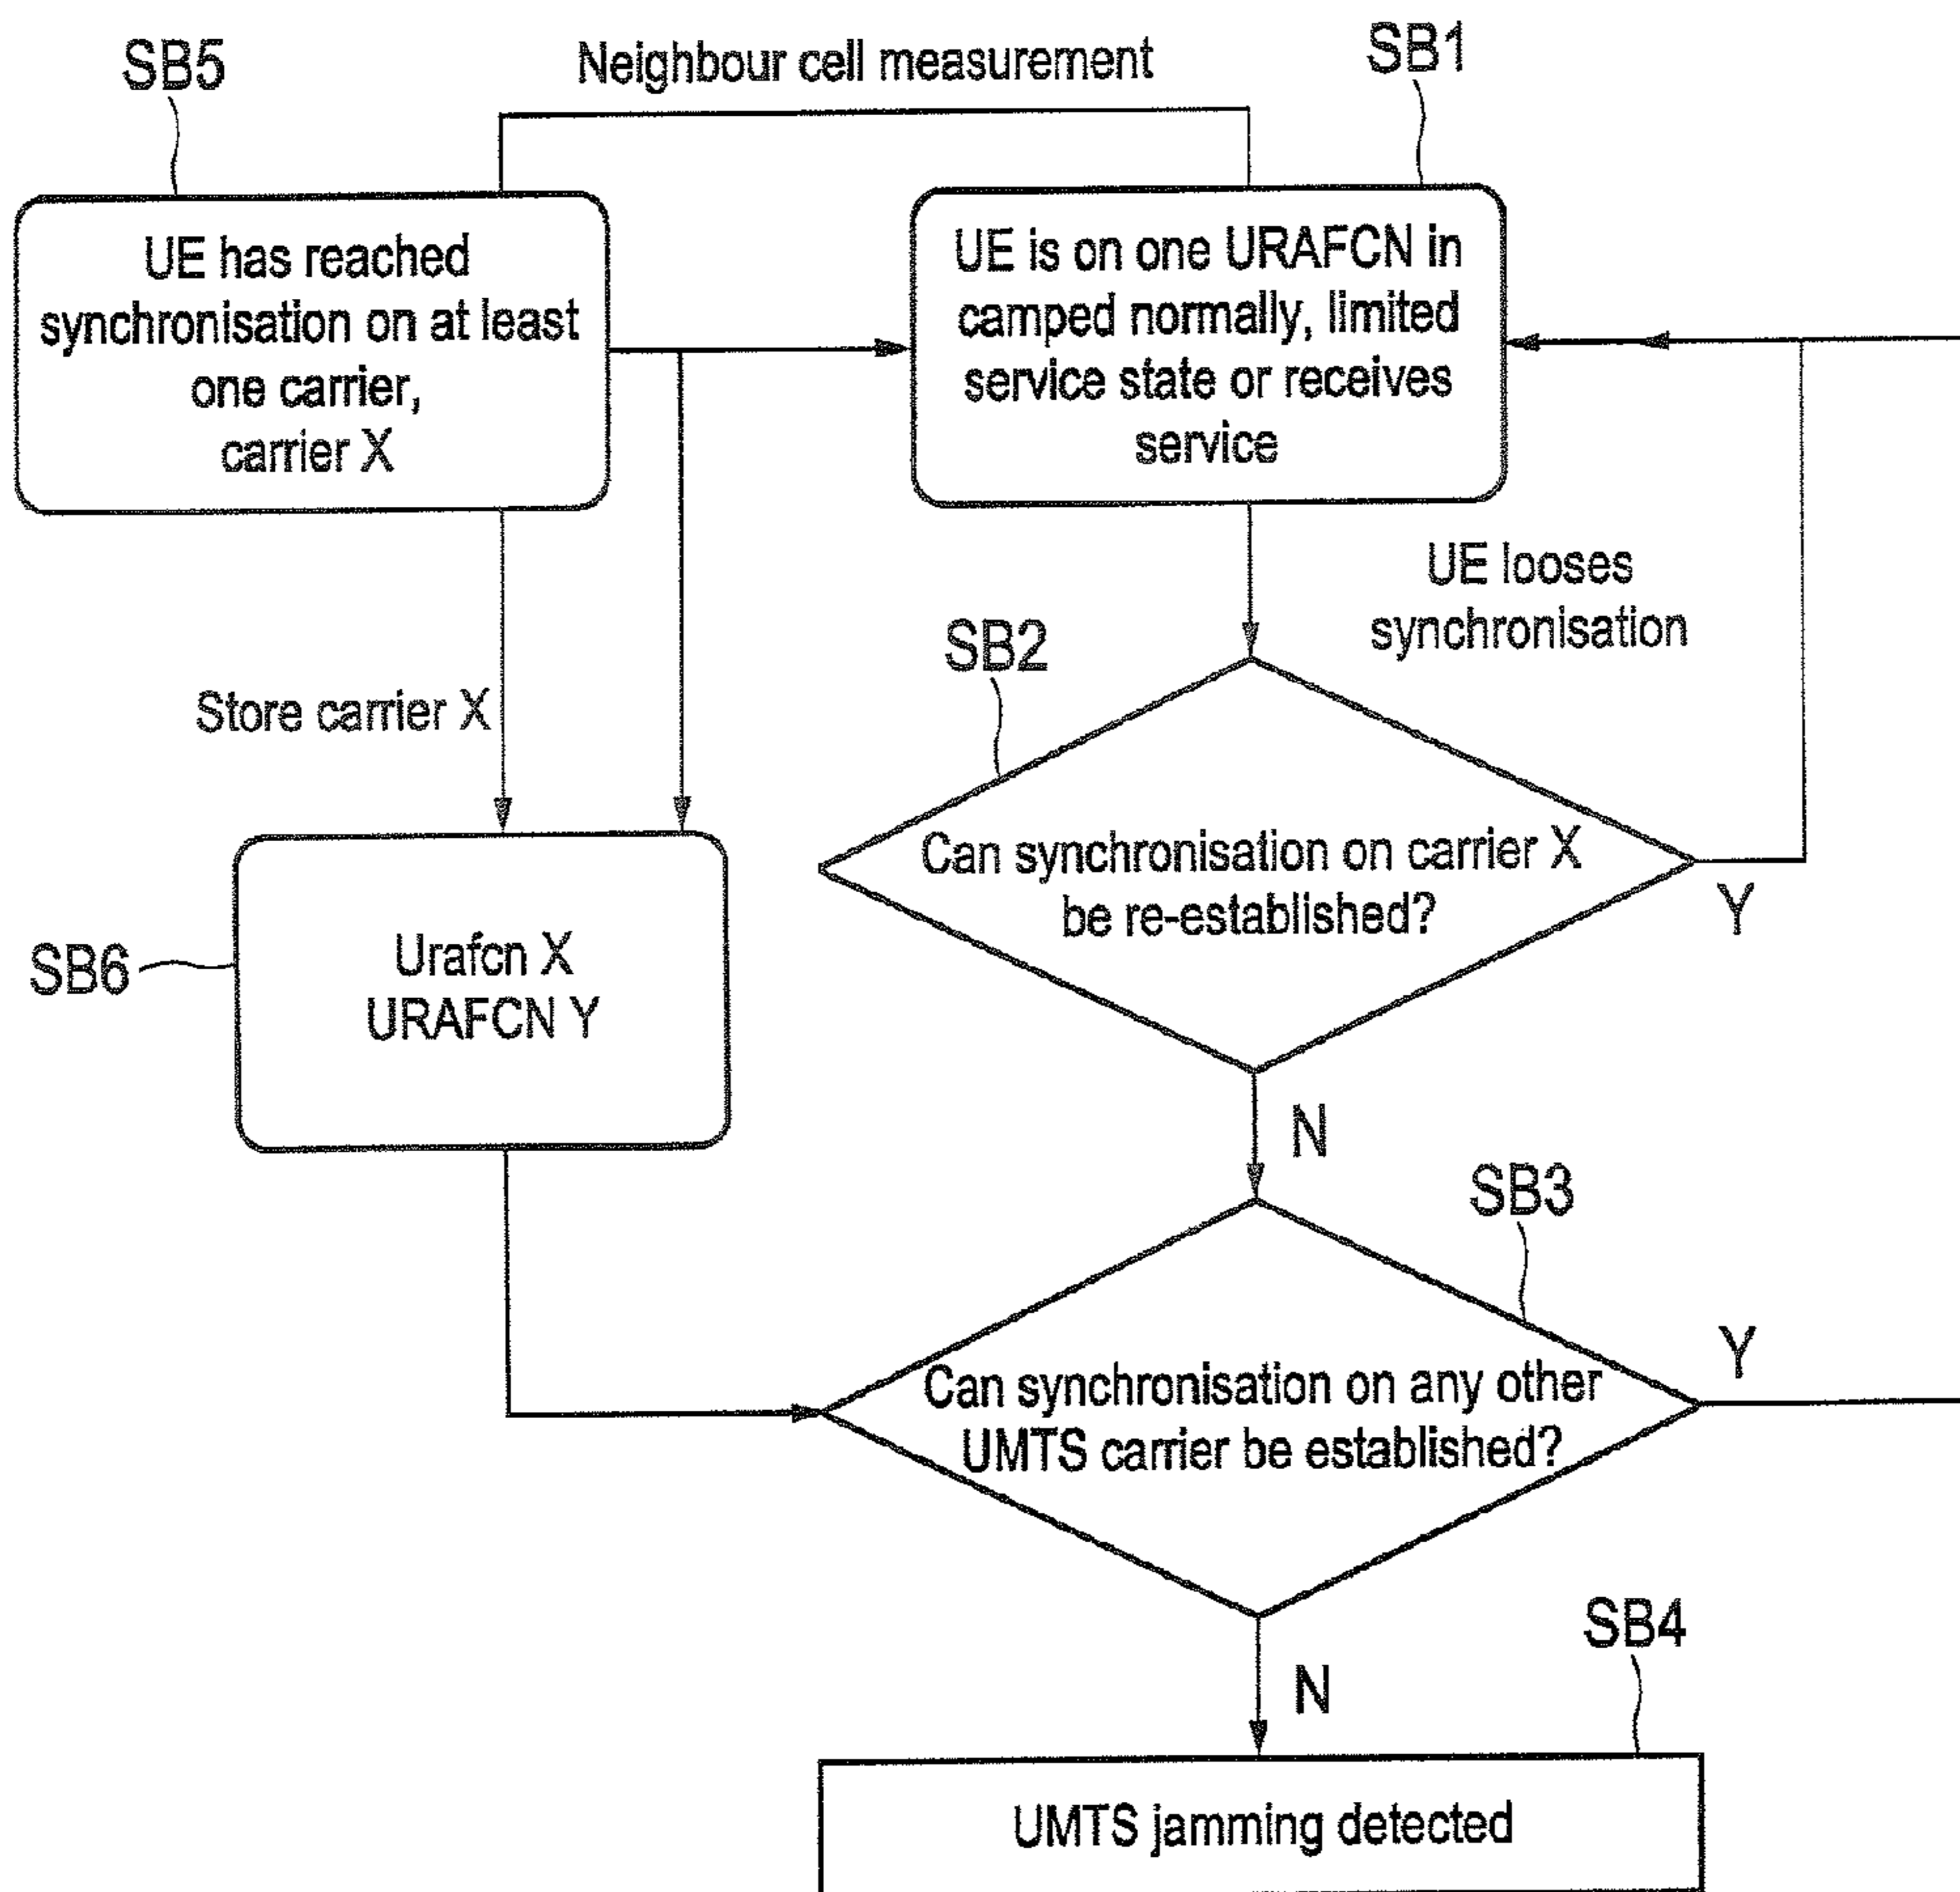 SB5
Neighbour cell measurement
SB1
UE has reached
synchronisation on at least
one carrier,
carrier X
UE is on one URAFCN in
camped normally, limited
service state or receives
service
UE looses
synchronisation
SB2
Store carrier X
Can synchronisation on carrier X
be re-established?
Y
SB6
Urafcn X
URAFCN Y
N
SB3
Can synchronisation on any other
UMTS carrier be established?
Y
SB4
N
UMTS jamming detected